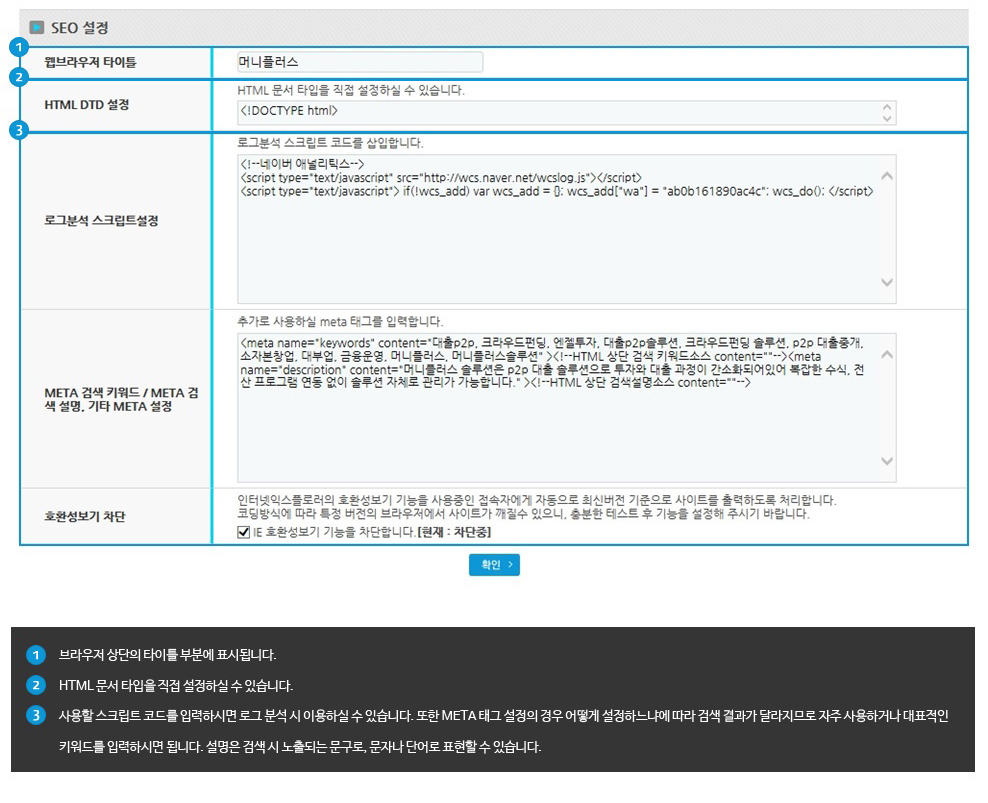 SEO 설정
1
웹브라우저 타이틀
머니플러스
2
HTML DTD 설정
HTML 문서 타입을 직접 설정하실 수 있습니다.
<!DOCTYPE html>
3
로그분석 스크립트설정
로그분석 스크립트 코드를 삽입합니다.
<!--네이버 애널리틱스-->
<script type="text/javascript" src="http://wcs.naver.net/wcslog.js"></script>
<script type="text/javascript"> if(!wcs_add) var wcs_add = {}; wcs_add["wa"] = "ab0b161890ac4c"; wcs_do(); </script>
META 검색 키워드 / META 검
색 설명, 기타 META 설정
추가로 사용하실 meta 태그를 입력합니다.
<meta name="keywords" content="대출p2p, 크라우드펀딩, 엔젤투자, 대출p2p솔루션, 크라우드펀딩 솔루션, p2p 대출중개,
소자본창업, 대부업, 금융운영, 머니플러스, 머니플러스솔루션" ><!--HTML 상단 검색 키워드소스 content=""--><meta
name="description" content="머니플러스 솔루션은 p2p 대출 솔루션으로 투자와 대출 과정이 간소화되어있어 복잡한 수식, 전
산 프로그램 연동 없이 솔루션 자체로 관리가 가능합니다." ><!--HTML 상단 검색설명소스 content=""-->
호환성보기 차단
인터넷익스플로러의 호환성보기 기능을 사용중인 접속자에게 자동으로 최신버전 기준으로 사이트를 출력하도록 처리합니다.
코딩방식에 따라 특정 버전의 브라우저에서 사이트가 깨질수 있으니, 충분한 테스트 후 기능을 설정해 주시기 바랍니다.
IE 호환성보기 기능을 차단합니다.[현재 : 차단중]
확인 >
1 브라우저 상단의 타이틀 부분에 표시됩니다.
2 HTML 문서 타입을 직접 설정하실 수 있습니다.
3 사용할 스크립트 코드를 입력하시면 로그 분석 시 이용하실 수 있습니다. 또한 META 태그 설정의 경우 어떻게 설정하느냐에 따라 검색 결과가 달라지므로 자주 사용하거나 대표적인
키워드를 입력하시면 됩니다. 설명은 검색 시 노출되는 문구로, 문자나 단어로 표현할 수 있습니다.